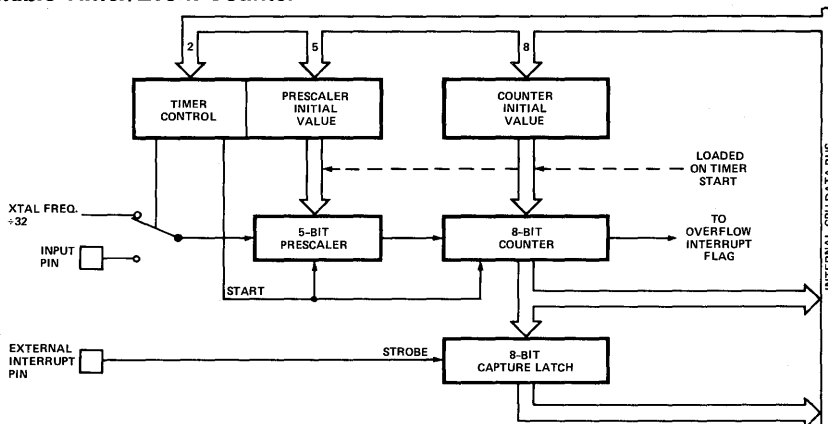 2
5
8
TIMER
CONTROL
PRESCALER
INITIAL
VALUE
COUNTER
INITIAL
VALUE
LOADED
ON TIMER
START
XTAL FREQ.
÷32
INPUT
PIN
5-BIT
PRESCALER
8-BIT
COUNTER
TO
OVERFLOW
INTERRUPT
FLAG
START
EXTERNAL
INTERRUPT
PIN
STROBE
8-BIT
CAPTURE LATCH